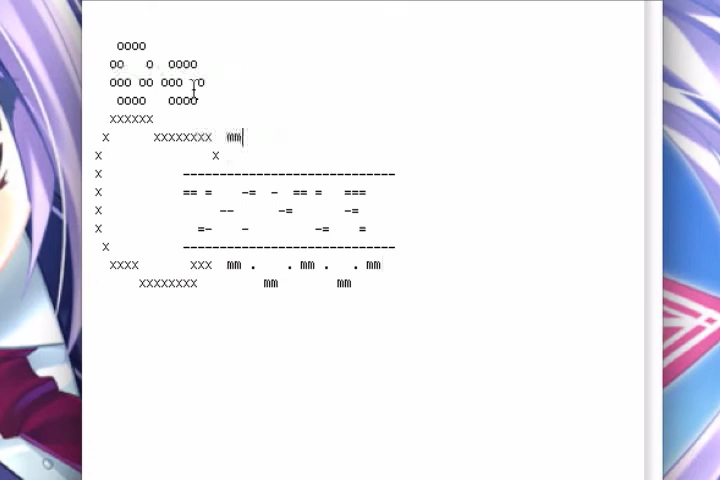 OOOO
OO   O  OOOO
OOO OO OOO  O
OOOO   OOOO
XXXXXX
X      XXXXXXXX  mm
X               X
X           -----------------------------
X           == =    -=  -  == =   ===
X                --      -=       -=
X             =-    -         -=    =
X           -----------------------------
XXXX       XXX  mm .    . mm .   . mm
XXXXXXXX         mm        mm